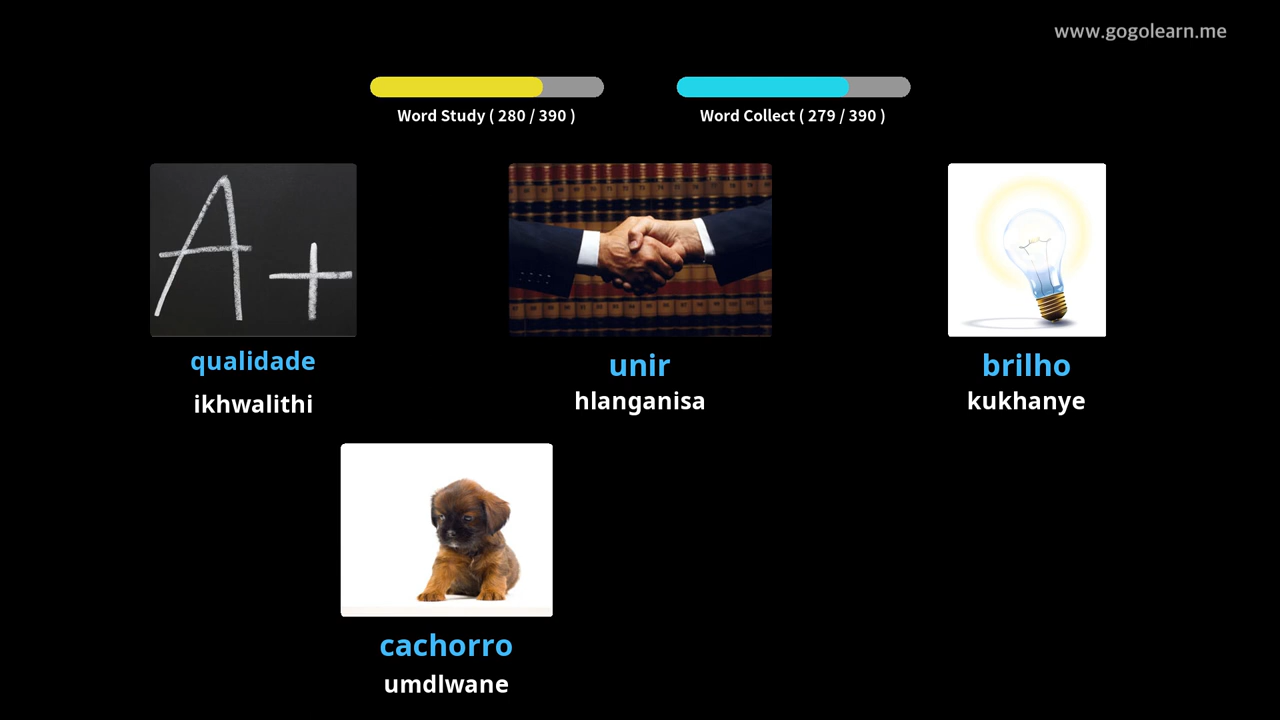 www.gogolearn.me
Word Study ( 280 / 390 )
Word Collect ( 279 / 390 )
A+
qualidade
ikhwalithi
unir
hlanganisa
brilho
kukhanye
cachorro
umdlwane